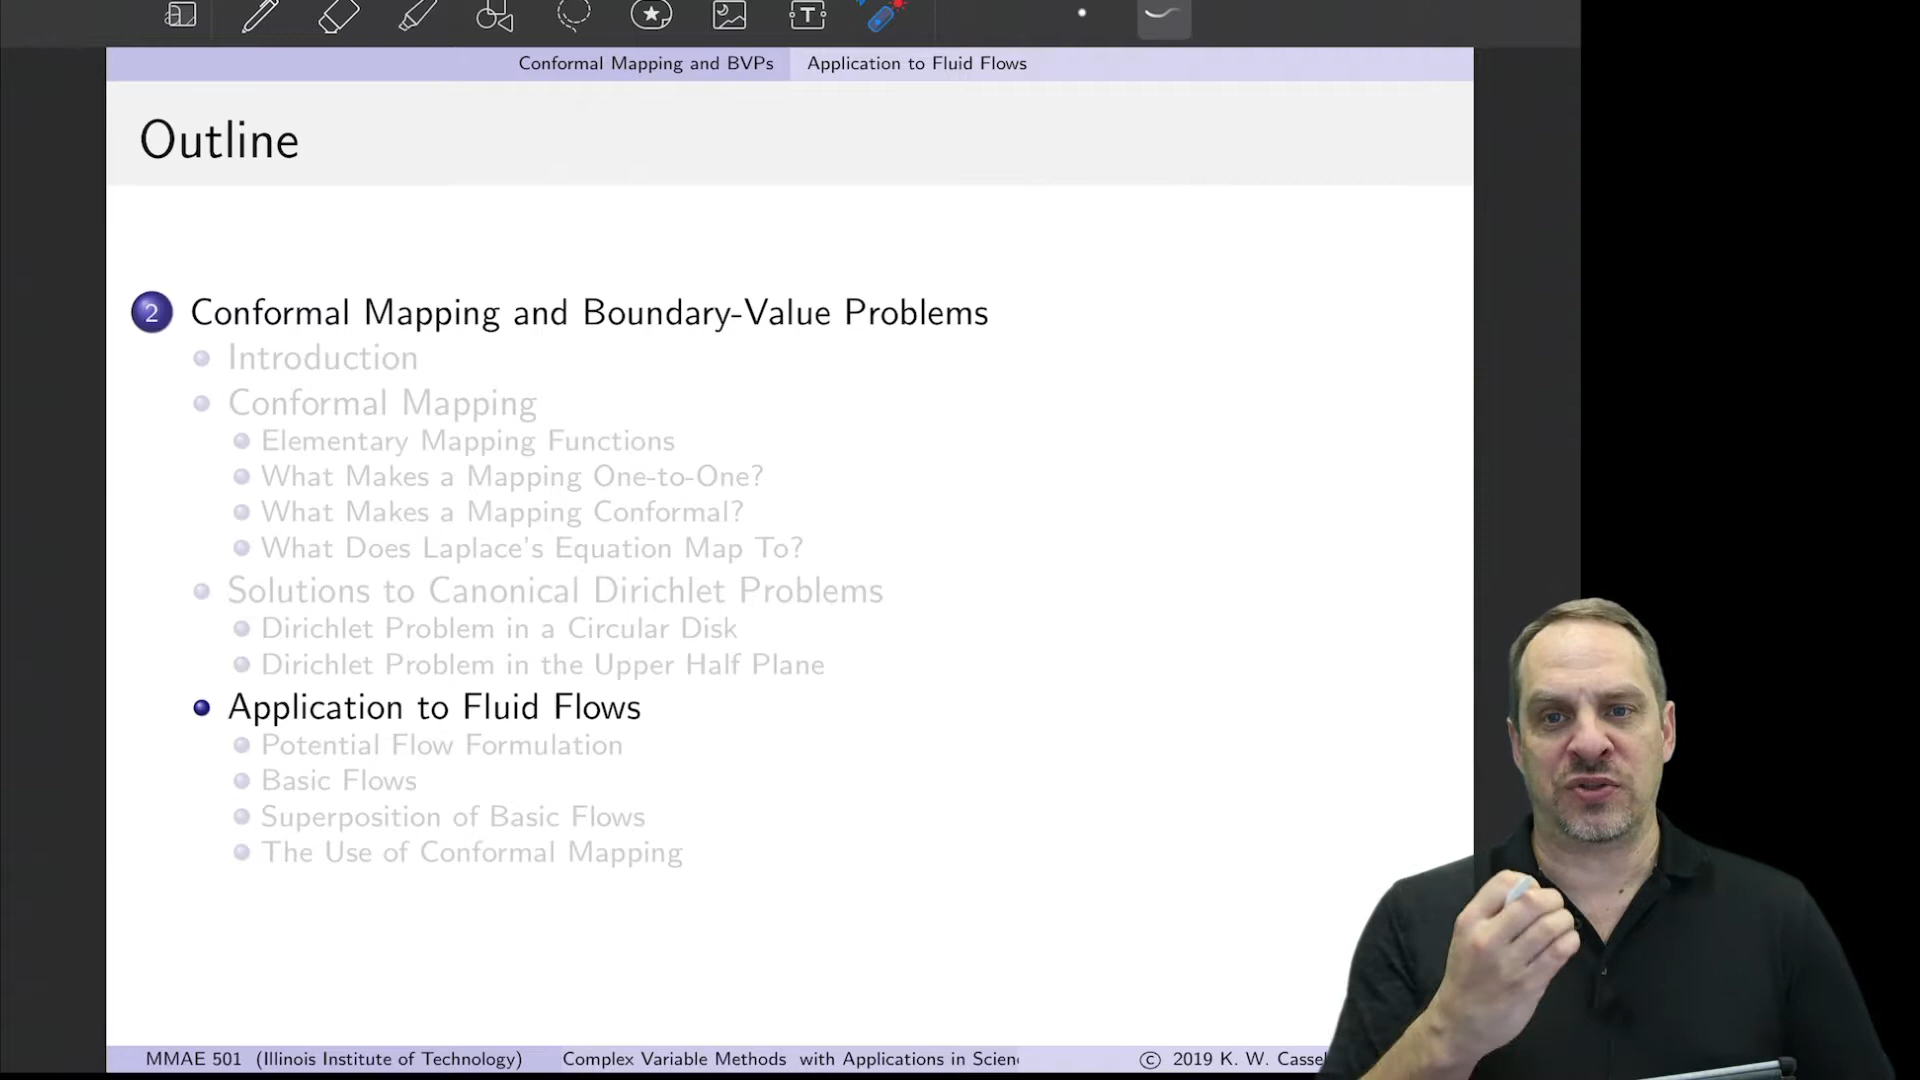 Conformal Mapping and BVPs Application to Fluid Flows
Outline
2 Conformal Mapping and Boundary-Value Problems
Introduction
Conformal Mapping
Elementary Mapping Functions
What Makes a Mapping One-to-One?
What Makes a Mapping Conformal?
What Does Laplace's Equation Map To?
Solutions to Canonical Dirichlet Problems
Dirichlet Problem in a Circular Disk
Dirichlet Problem in the Upper Half Plane
Application to Fluid Flows
Potential Flow Formulation
Basic Flows
Superposition of Basic Flows
The Use of Conformal Mapping
MMAE 501 (Illinois Institute of Technology) Complex Variable Methods with Applications in Scien © 2019 K. W. Casse